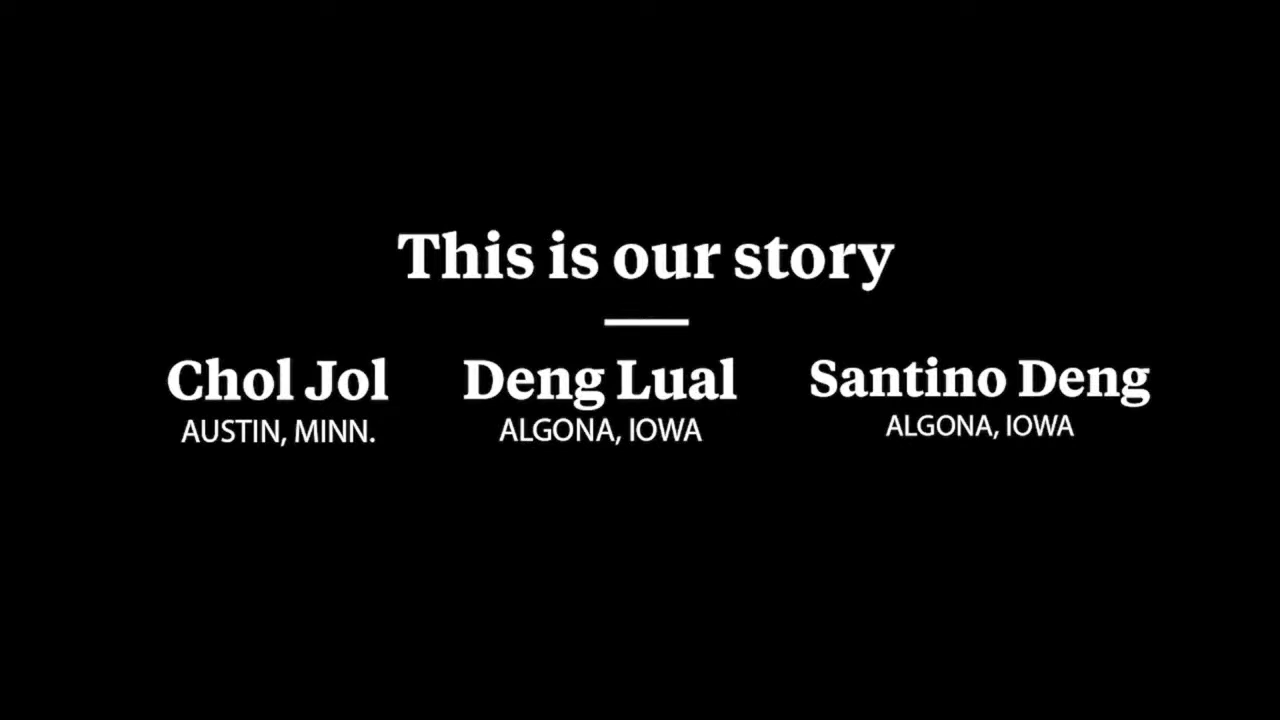 This is our story
Chol Jol
AUSTIN, MINN.
Deng Lual
ALGONA, IOWA
Santino Deng
ALGONA, IOWA